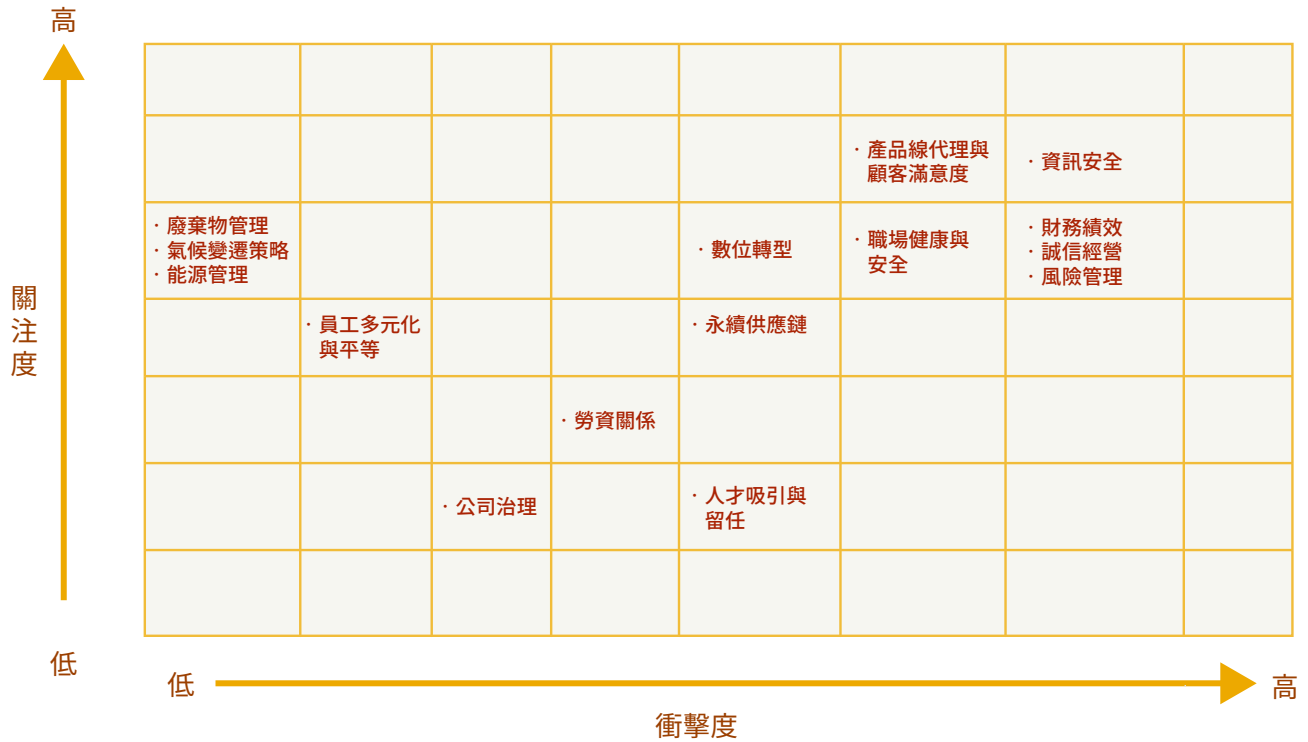 高
· 產品線代理與
顧客滿意度
· 資訊安全
· 廢棄物管理
· 氣候變遷策略
· 能源管理
· 數位轉型
· 職場健康與
安全
· 財務績效
· 誠信經營
· 風險管理
關
注
度
· 員工多元化
與平等
· 永續供應鏈
· 勞資關係
· 公司治理
· 人才吸引與
留任
低
低
高
衝擊度